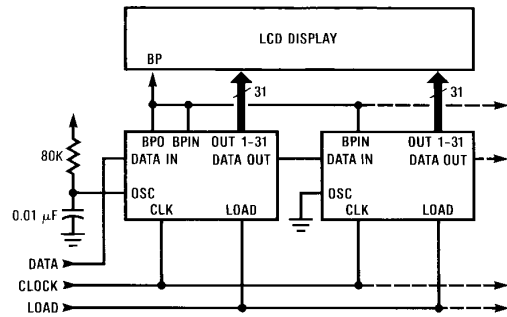 LCD DISPLAY
BP
31
31
BPO BPIN OUT 1-31
BPIN OUT 1-31
80K
DATA IN DATA OUT
DATA IN DATA OUT
OSC
OSC
0.01 μF
CLK LOAD
CLK LOAD
DATA
CLOCK
LOAD